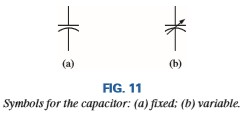 (a) (b)
FIG. 11
Symbols for the capacitor: (a) fixed; (b) variable.